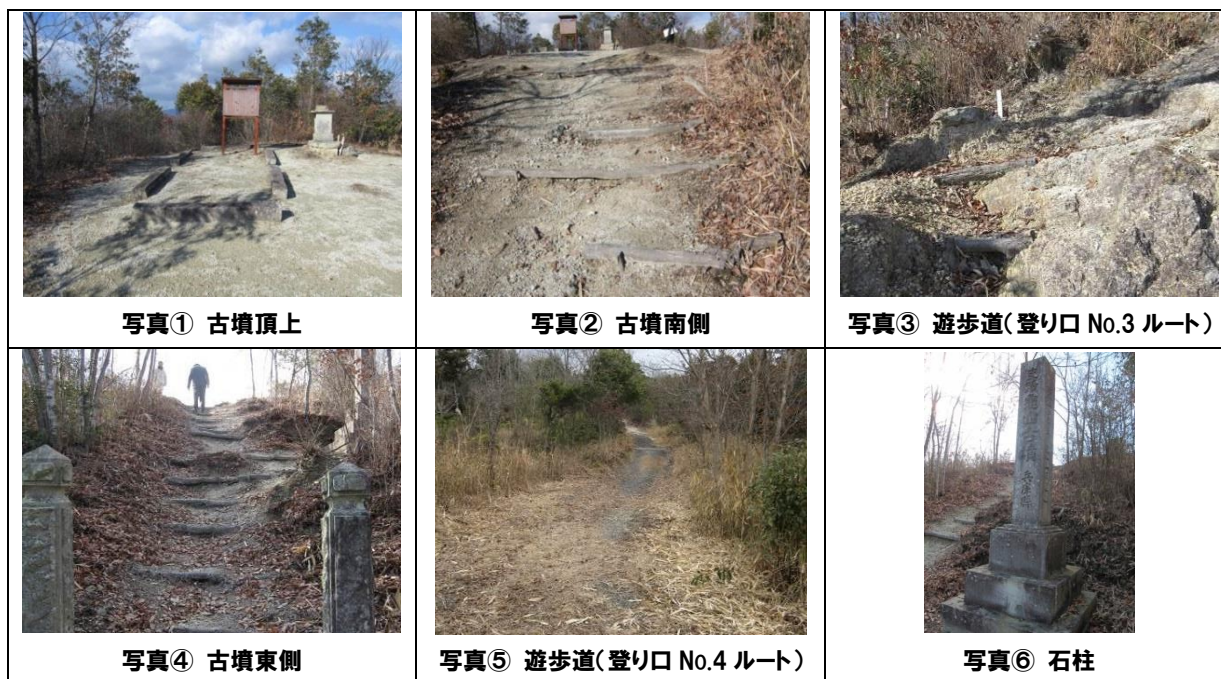 写真① 古墳頂上
写真② 古墳南側
写真③ 遊歩道(登り口 No.3 ルート)
写真④ 古墳東側
写真⑤ 遊歩道(登り口 No.4 ルート)
写真⑥ 石柱